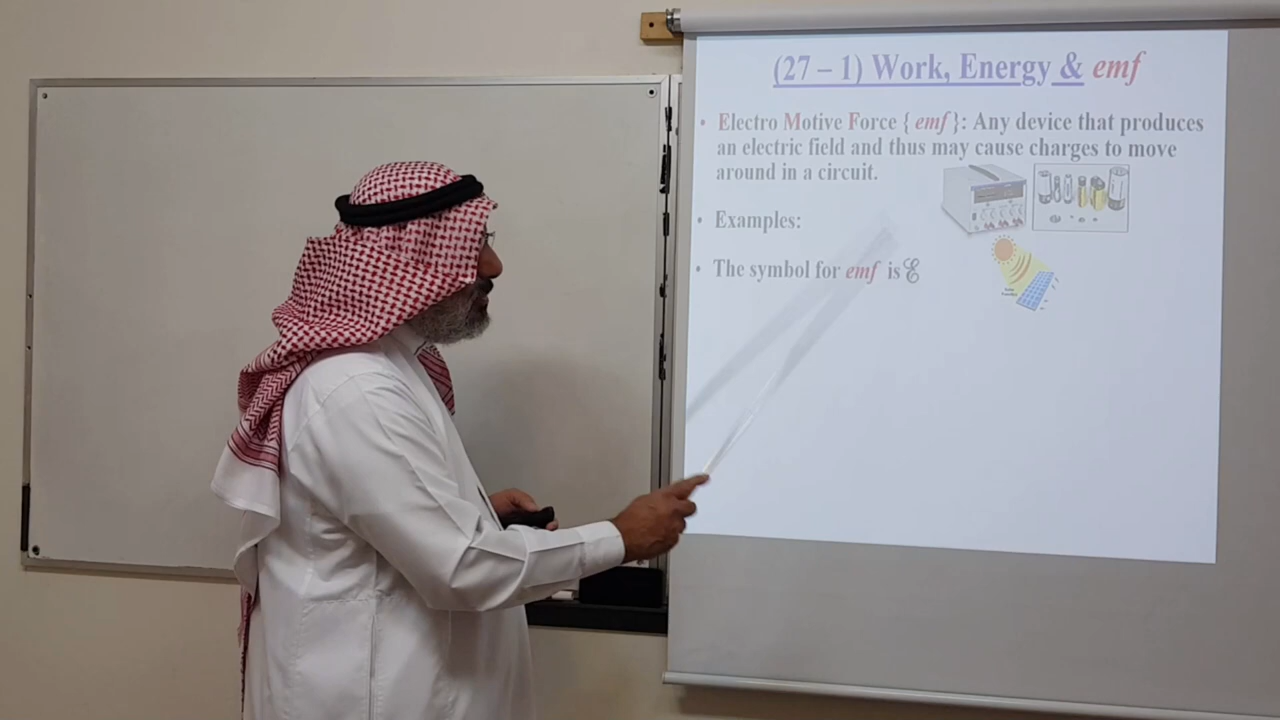 (27 – 1) Work, Energy & emf
• Electro Motive Force { emf }: Any device that produces
an electric field and thus may cause charges to move
around in a circuit.
• Examples:
• The symbol for emf is ℰ